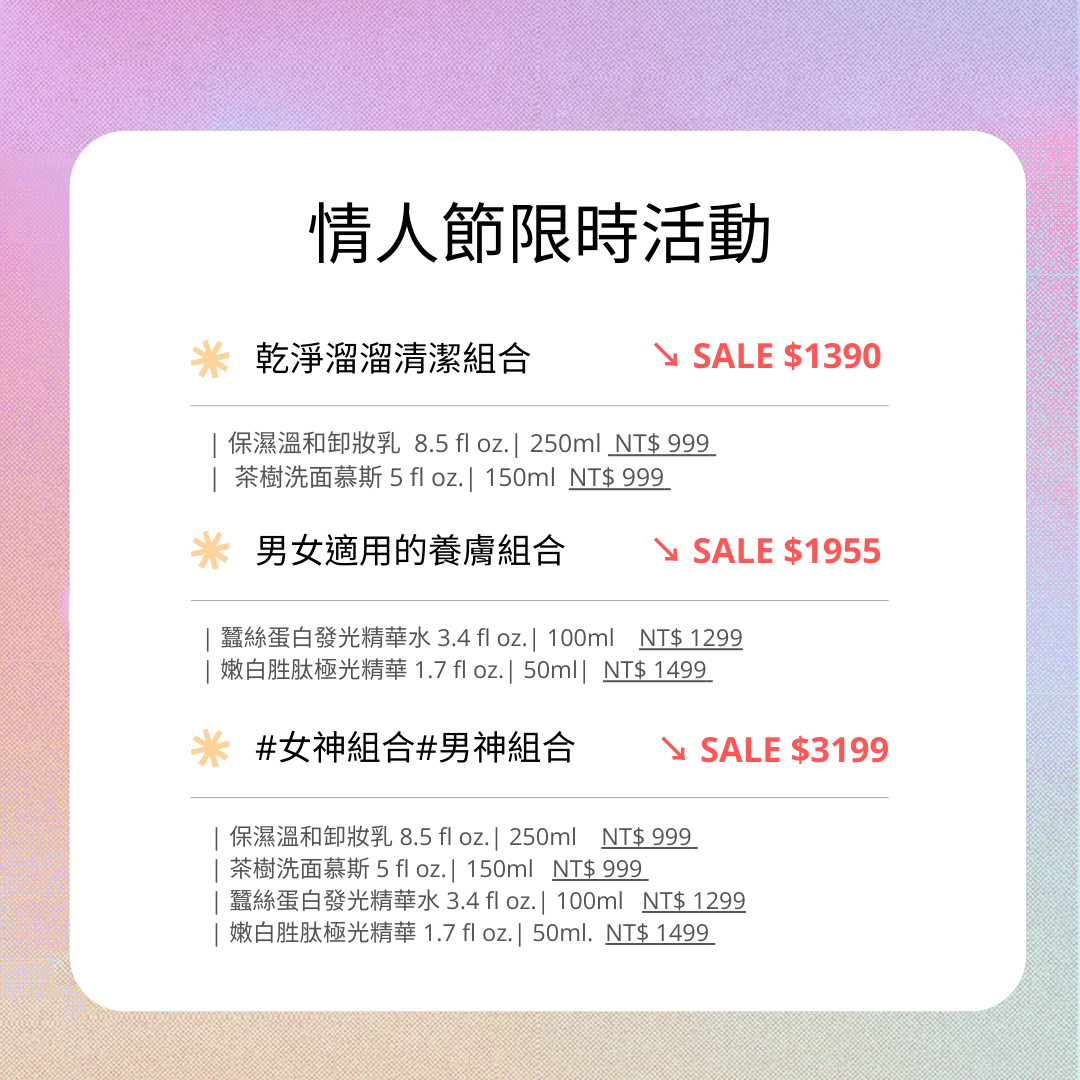 情人節限時活動
乾淨溜溜清潔組合 ↘ SALE $1390
| 保濕溫和卸妝乳 8.5 fl oz.| 250ml NT$ 999
| 茶樹洗面慕斯 5 fl oz.| 150ml NT$ 999
男女適用的養膚組合 ↘ SALE $1955
| 蠶絲蛋白發光精華水 3.4 fl oz.| 100ml NT$ 1299
| 嫩白胜肽極光精華 1.7 fl oz.| 50ml| NT$ 1499
#女神組合#男神組合 ↘ SALE $3199
| 保濕溫和卸妝乳 8.5 fl oz.| 250ml NT$ 999
| 茶樹洗面慕斯 5 fl oz.| 150ml NT$ 999
| 蠶絲蛋白發光精華水 3.4 fl oz.| 100ml NT$ 1299
| 嫩白胜肽極光精華 1.7 fl oz.| 50ml. NT$ 1499